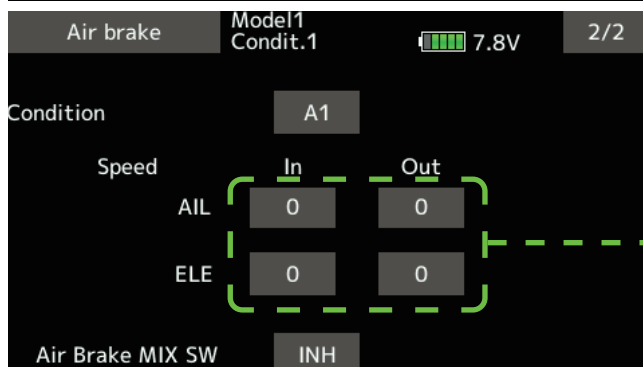 Air brake Model1 Condit.1 7.8V 2/2
Condition A1
Speed In Out
AIL 0 0
ELE 0 0
Air Brake MIX SW INH